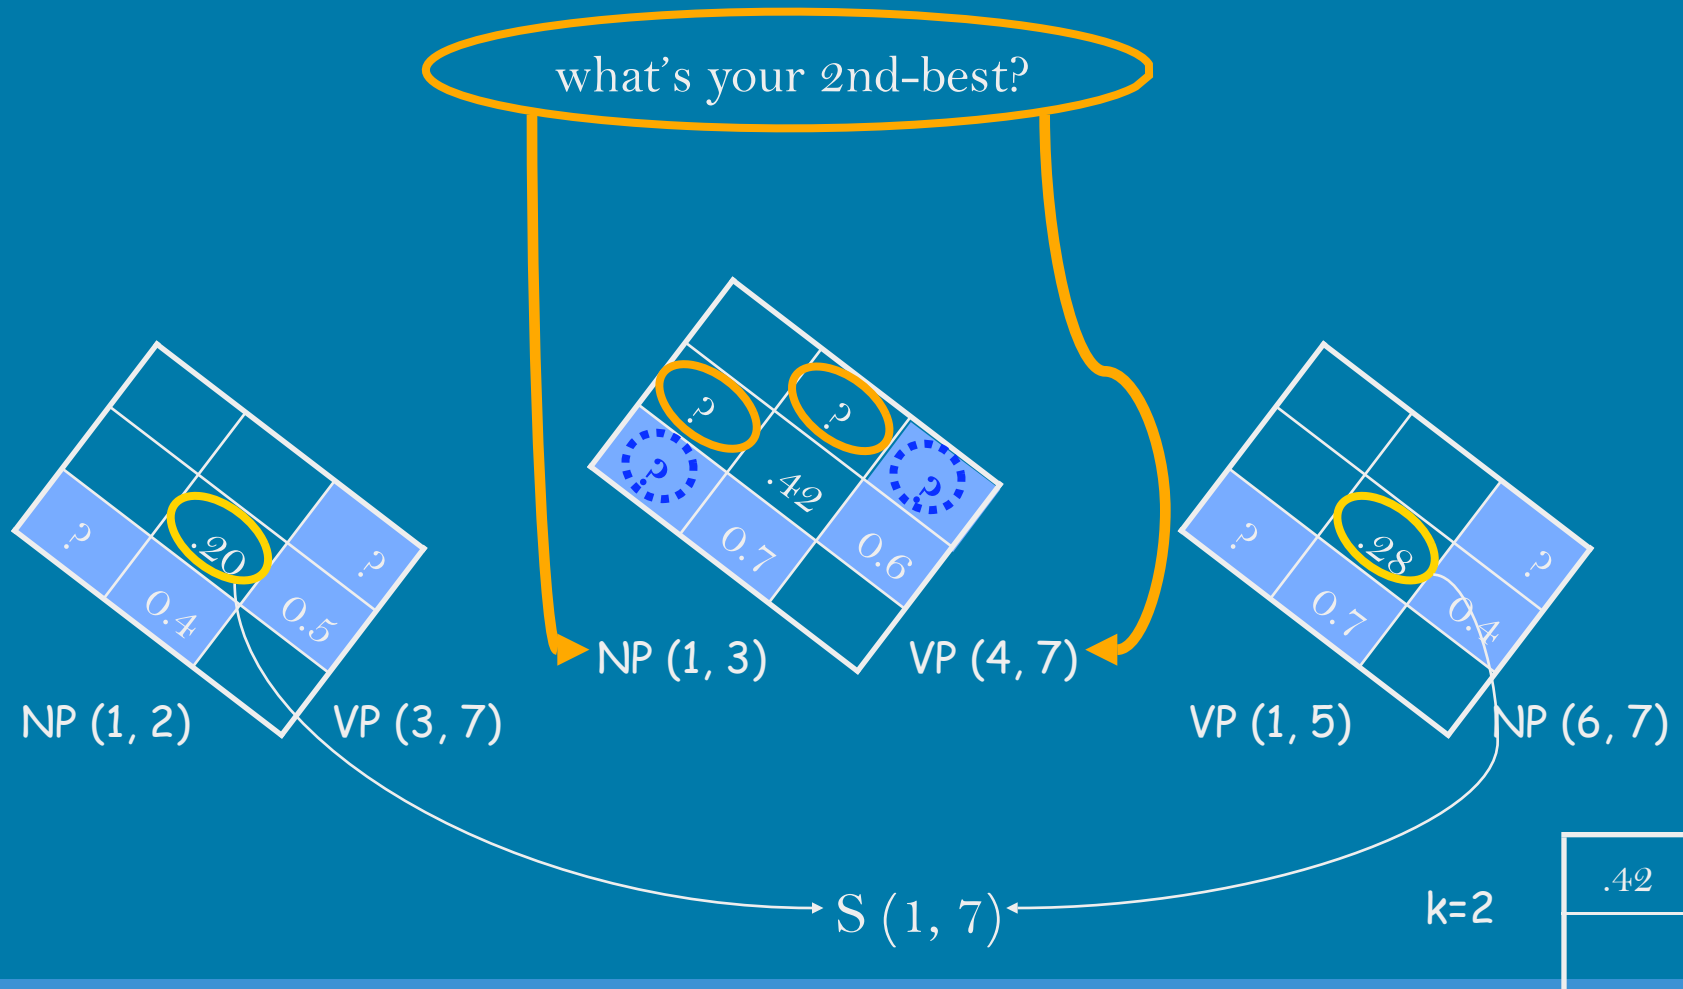 what's your 2nd-best?
? ?
? ?
.42
0.7 0.6
? .20 ?
0.4 0.5
? .28 ?
0.7 0.4
NP (1, 3) VP (4, 7)
NP (1, 2) VP (3, 7) VP (1, 5) NP (6, 7)
.42
S (1, 7) k=2